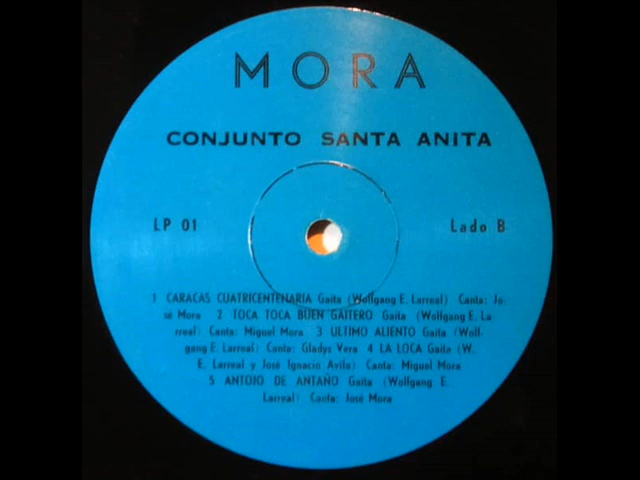 MORA
CONJUNTO SANTA ANITA
LP 01 Lado B
1 CARACAS CUATRICENTENARIA Gaita (Wolfgang E. Larreal) Canta: Jo-
sé Mora 2 TOCA TOCA BUEN GAITERO Gaita (Wolfgang E. La-
rreal) Canta: Miguel Mora 3 ULTIMO ALIENTO Gaita (Wolf-
gang E. Larreal) Canta: Gladys Vera 4 LA LOCA Gaita (W.
E. Larreal y José Ignacio Avila) Canta: Miguel Mora
5 ANTOJO DE ANTAÑO Gaita (Wolfgang E.
Larreal) Canta: José Mora